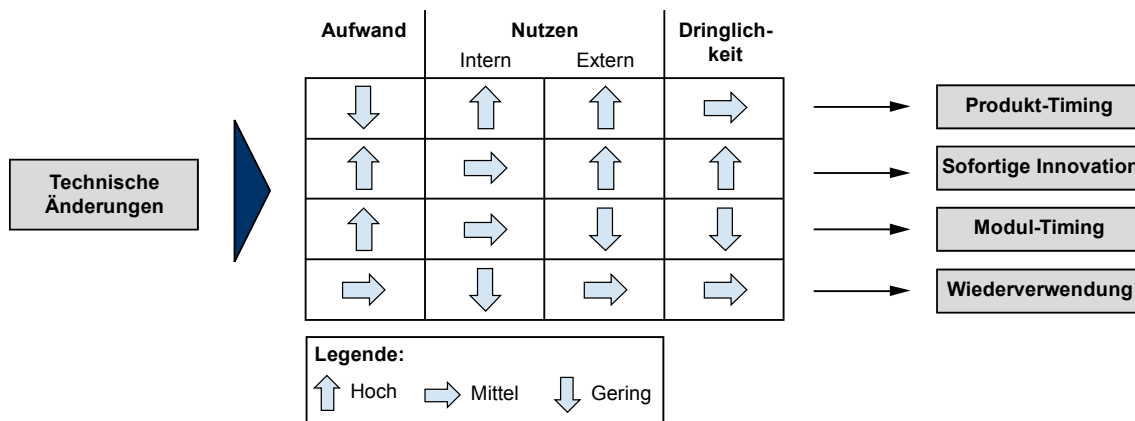 Aufwand
Nutzen
Dringlich-
keit
Intern
Extern
Produkt-Timing
Sofortige Innovation
Technische
Änderungen
Modul-Timing
Wiederverwendung
Legende:
Hoch
Mittel
Gering